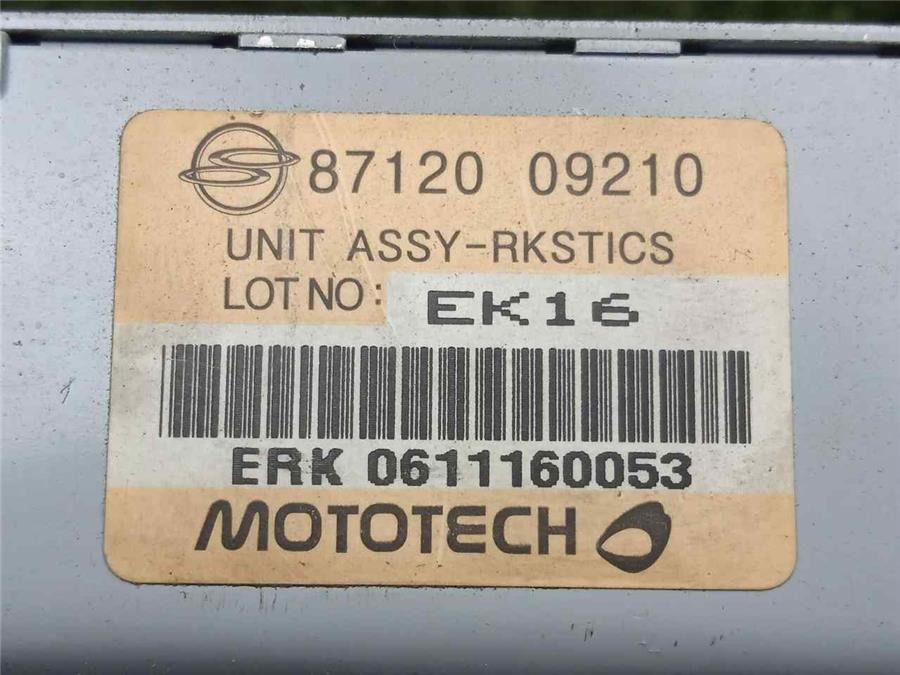 87120 09210
UNIT ASSY-RKSTICS
LOT NO: EK16
ERK 0611160053
MOTOTECH